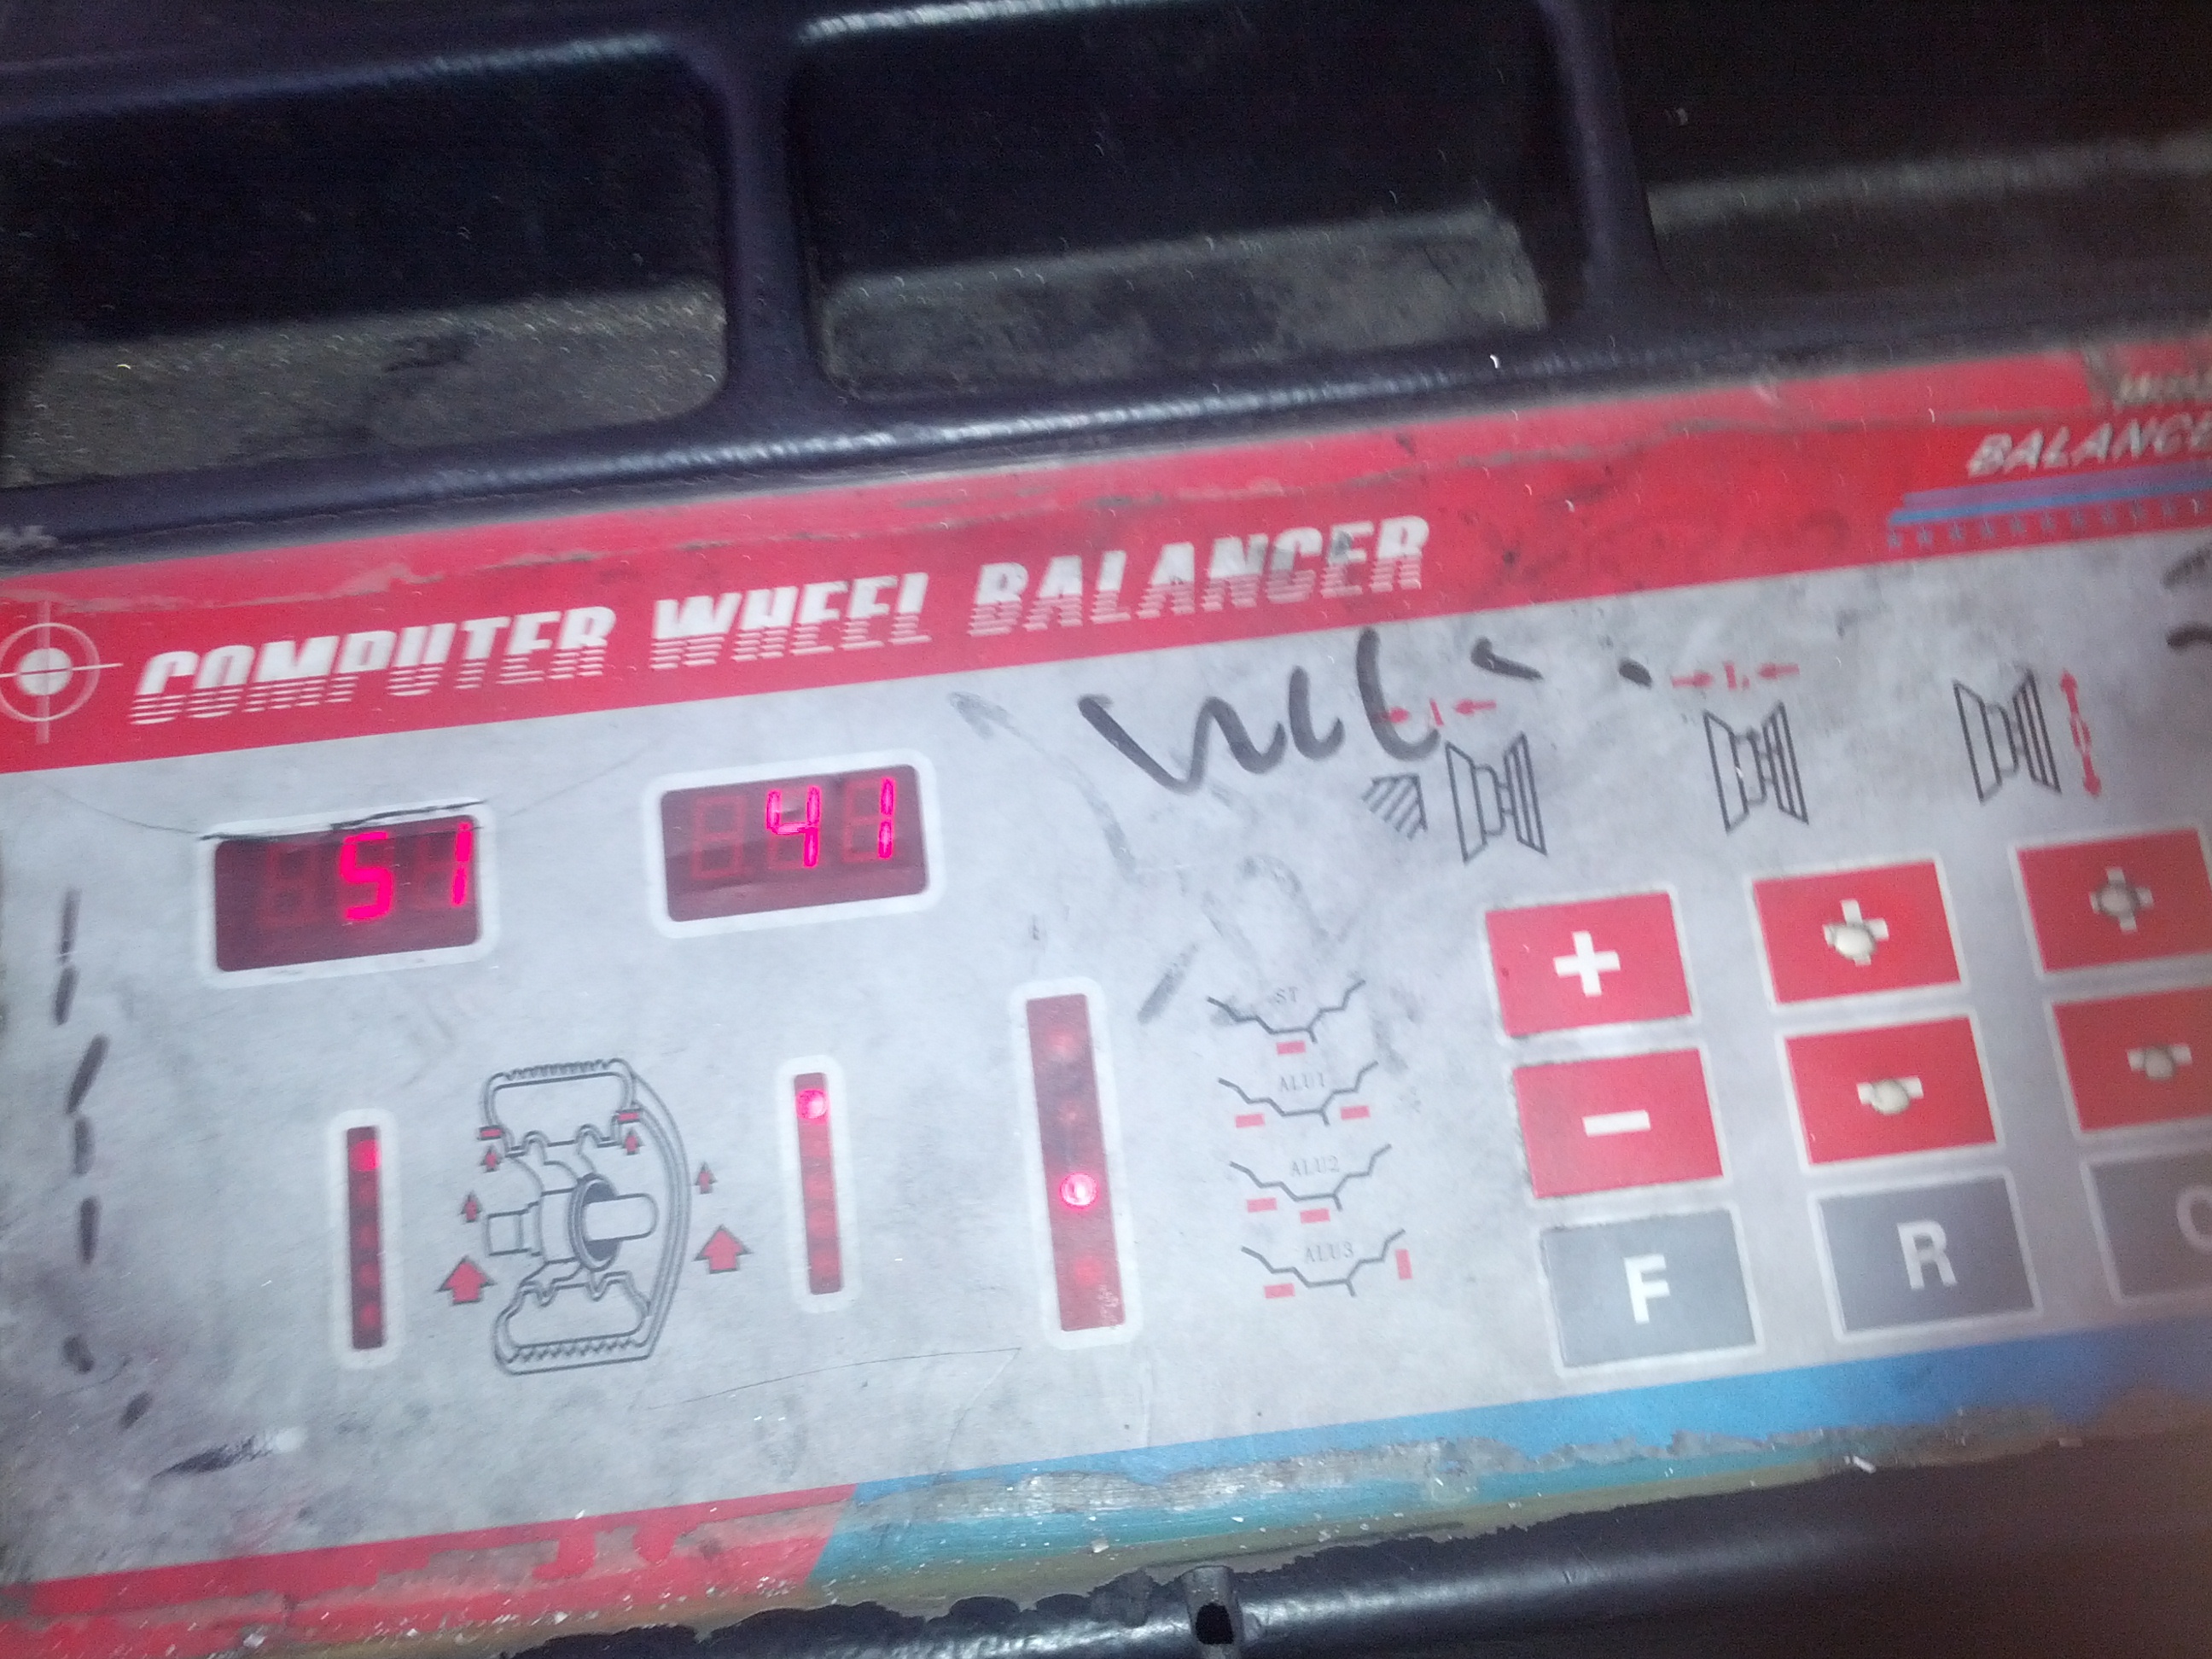 BALANCE
COMPUTER WHEEL BALANCER
51
41
ST
ALU1
ALU2
ALU3
+
+
+
-
-
-
F
R